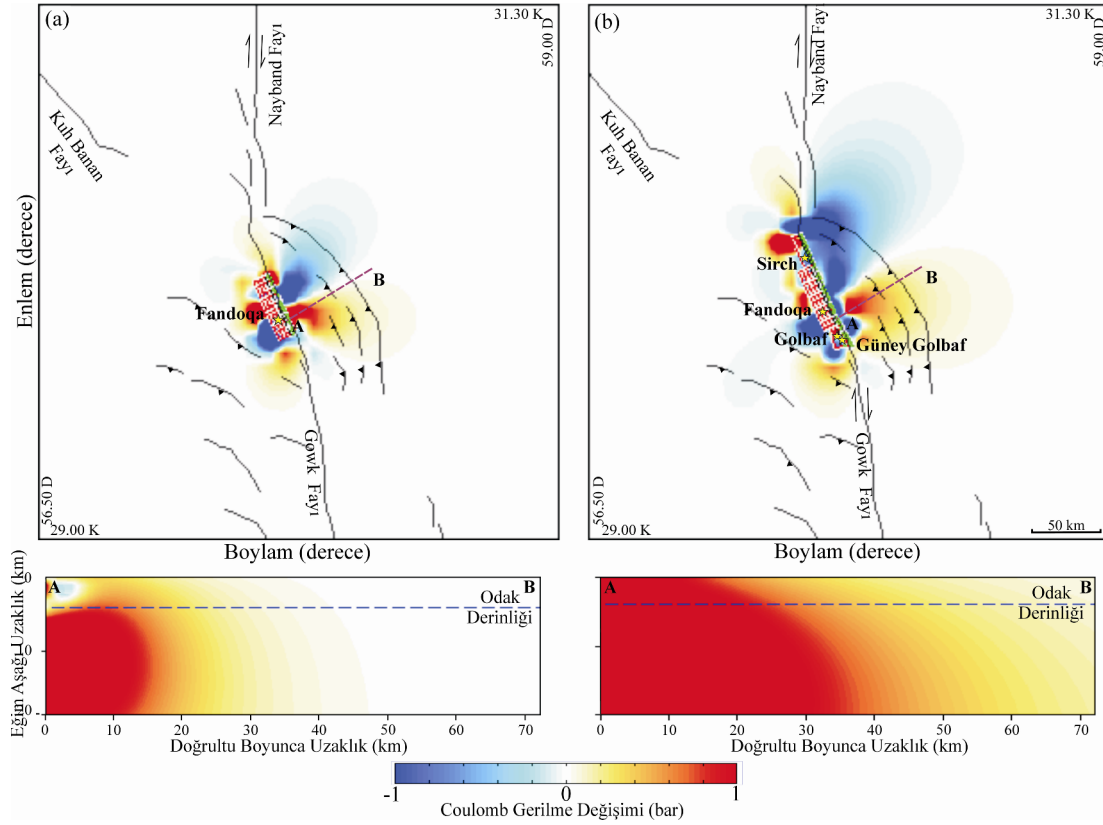 (a)
31.30 K
59.00 D
Nayband Fayı
Kuh Banan
Fayı
Fandoqa
A
B
Gowk Fayı
Enlem (derece)
56.50 D
29.00 K
Boylam (derece)
(b)
31.30 K
59.00 D
Nayband Fayı
Kuh Banan
Fayı
Sirch
Fandoqa
Golbaf
Güney Golbaf
A
B
Gowk Fayı
56.50 D
29.00 K
50 km
Boylam (derece)
Eğim Aşağı Uzaklık (km)
A
B
Odak
Derinliği
0 10 20 30 40 50 60 70
Doğrultu Boyunca Uzaklık (km)
A
B
Odak
Derinliği
0 10 20 30 40 50 60 70
Doğrultu Boyunca Uzaklık (km)
-1 0 1
Coulomb Gerilme Değişimi (bar)